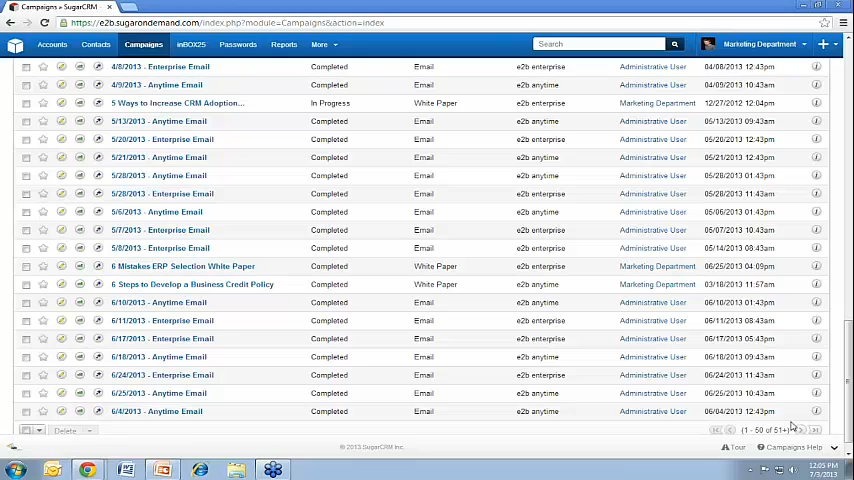 Campaigns » SugarCRM
https://e2b.sugarondemand.com/index.php?module=Campaigns&action=index
Accounts Contacts Campaigns inBOX25 Passwords Reports More Search Marketing Department
4/8/2013 - Enterprise Email Completed Email e2b enterprise Administrative User 04/08/2013 12:43pm
4/9/2013 - Anytime Email Completed Email e2b anytime Administrative User 04/09/2013 10:43am
5 Ways to Increase CRM Adoption... In Progress White Paper e2b enterprise Marketing Department 12/27/2012 12:04pm
5/13/2013 - Anytime Email Completed Email e2b anytime Administrative User 05/13/2013 09:43am
5/20/2013 - Enterprise Email Completed Email e2b enterprise Administrative User 05/20/2013 12:43pm
5/21/2013 - Anytime Email Completed Email e2b anytime Administrative User 05/21/2013 12:43pm
5/28/2013 - Anytime Email Completed Email e2b anytime Administrative User 05/28/2013 01:43pm
5/28/2013 - Enterprise Email Completed Email e2b enterprise Administrative User 05/28/2013 11:43am
5/6/2013 - Anytime Email Completed Email e2b anytime Administrative User 05/06/2013 01:43pm
5/7/2013 - Enterprise Email Completed Email e2b enterprise Administrative User 05/07/2013 10:43am
5/8/2013 - Enterprise Email Completed Email e2b anytime Administrative User 05/14/2013 08:43am
6 Mistakes ERP Selection White Paper Completed White Paper e2b enterprise Marketing Department 06/25/2013 04:09pm
6 Steps to Develop a Business Credit Policy Completed White Paper e2b anytime Marketing Department 03/18/2013 11:57am
6/10/2013 - Anytime Email Completed Email e2b anytime Administrative User 06/10/2013 01:43pm
6/11/2013 - Enterprise Email Completed Email e2b enterprise Administrative User 06/11/2013 08:43am
6/17/2013 - Enterprise Email Completed Email e2b enterprise Administrative User 06/17/2013 05:43pm
6/18/2013 - Anytime Email Completed Email e2b anytime Administrative User 06/18/2013 09:43am
6/24/2013 - Enterprise Email Completed Email e2b enterprise Administrative User 06/24/2013 11:43am
6/25/2013 - Anytime Email Completed Email e2b anytime Administrative User 06/25/2013 10:43am
6/4/2013 - Anytime Email Completed Email e2b anytime Administrative User 06/04/2013 12:43pm
Delete (1 - 50 of 51+)
© 2013 SugarCRM Inc. Tour Campaigns Help
12:05 PM
7/3/2013